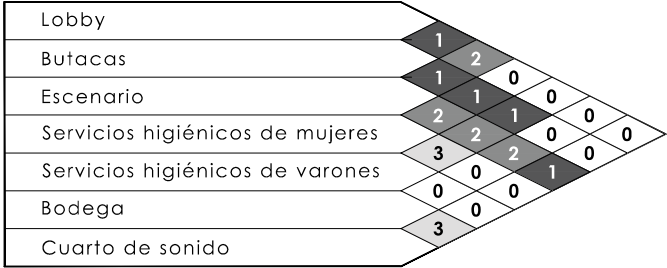 Lobby
1
Butacas 2
1 0
Escenario 1 0
2 1 0
Servicios higiénicos de mujeres 2 0 0
3 2 0
Servicios higiénicos de varones 0 1
0 0
Bodega 0
3
Cuarto de sonido